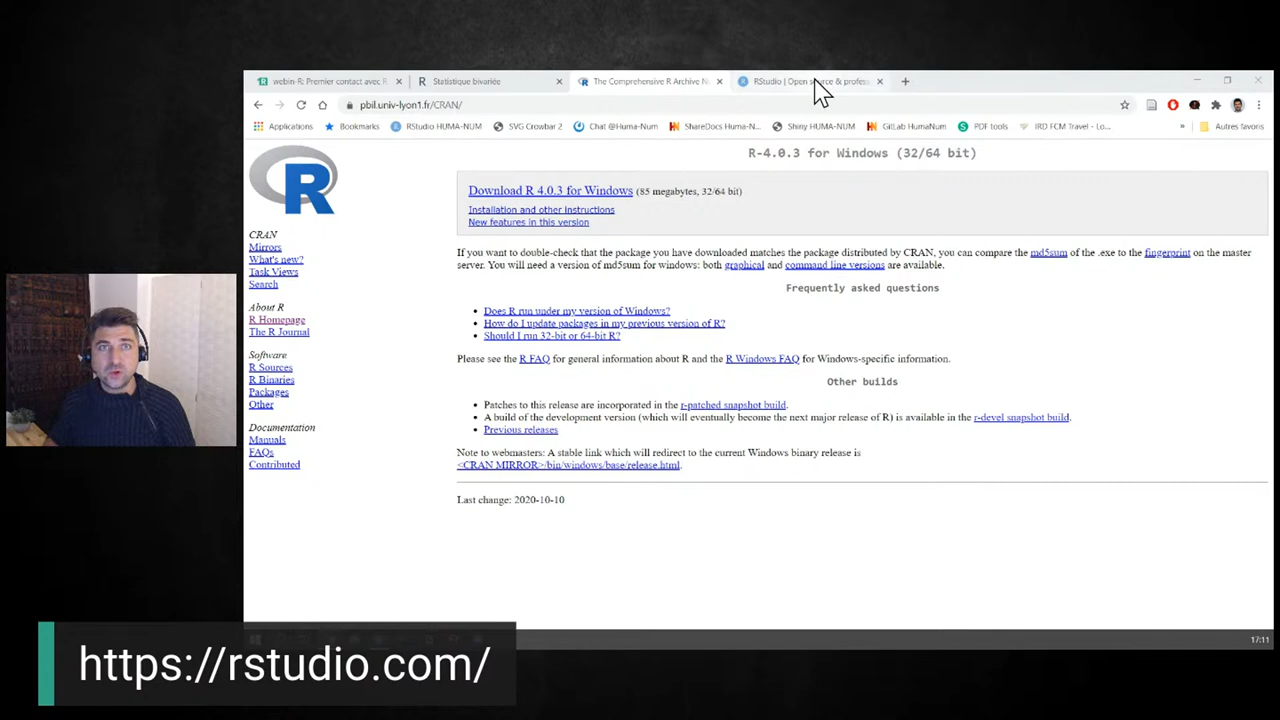 webin-R: Premier contact avec R
Statistique bivariée
The Comprehensive R Archive N
RStudio | Open source & profess
pbil.univ-lyon1.fr/CRAN/
Applications
Bookmarks
RStudio HUMA-NUM
SVG Crowbar 2
Chat @Huma-Num
ShareDocs Huma-N...
Shiny HUMA-NUM
GitLab HumaNum
PDF tools
IRD FCM Travel - Lo...
»
Autres favoris
R
CRAN
Mirrors
What's new?
Task Views
Search
About R
R Homepage
The R Journal
Software
R Sources
R Binaries
Packages
Other
Documentation
Manuals
FAQs
Contributed
R-4.0.3 for Windows (32/64 bit)
Download R 4.0.3 for Windows (85 megabytes, 32/64 bit)
Installation and other instructions
New features in this version
If you want to double-check that the package you have downloaded matches the package distributed by CRAN, you can compare the md5sum of the .exe to the fingerprint on the master
server. You will need a version of md5sum for windows: both graphical and command line versions are available.
Frequently asked questions
• Does R run under my version of Windows?
• How do I update packages in my previous version of R?
• Should I run 32-bit or 64-bit R?
Please see the R FAQ for general information about R and the R Windows FAQ for Windows-specific information.
Other builds
• Patches to this release are incorporated in the r-patched snapshot build.
• A build of the development version (which will eventually become the next major release of R) is available in the r-devel snapshot build.
• Previous releases
Note to webmasters: A stable link which will redirect to the current Windows binary release is
<CRAN MIRROR>/bin/windows/base/release.html.
Last change: 2020-10-10
17:11
https://rstudio.com/